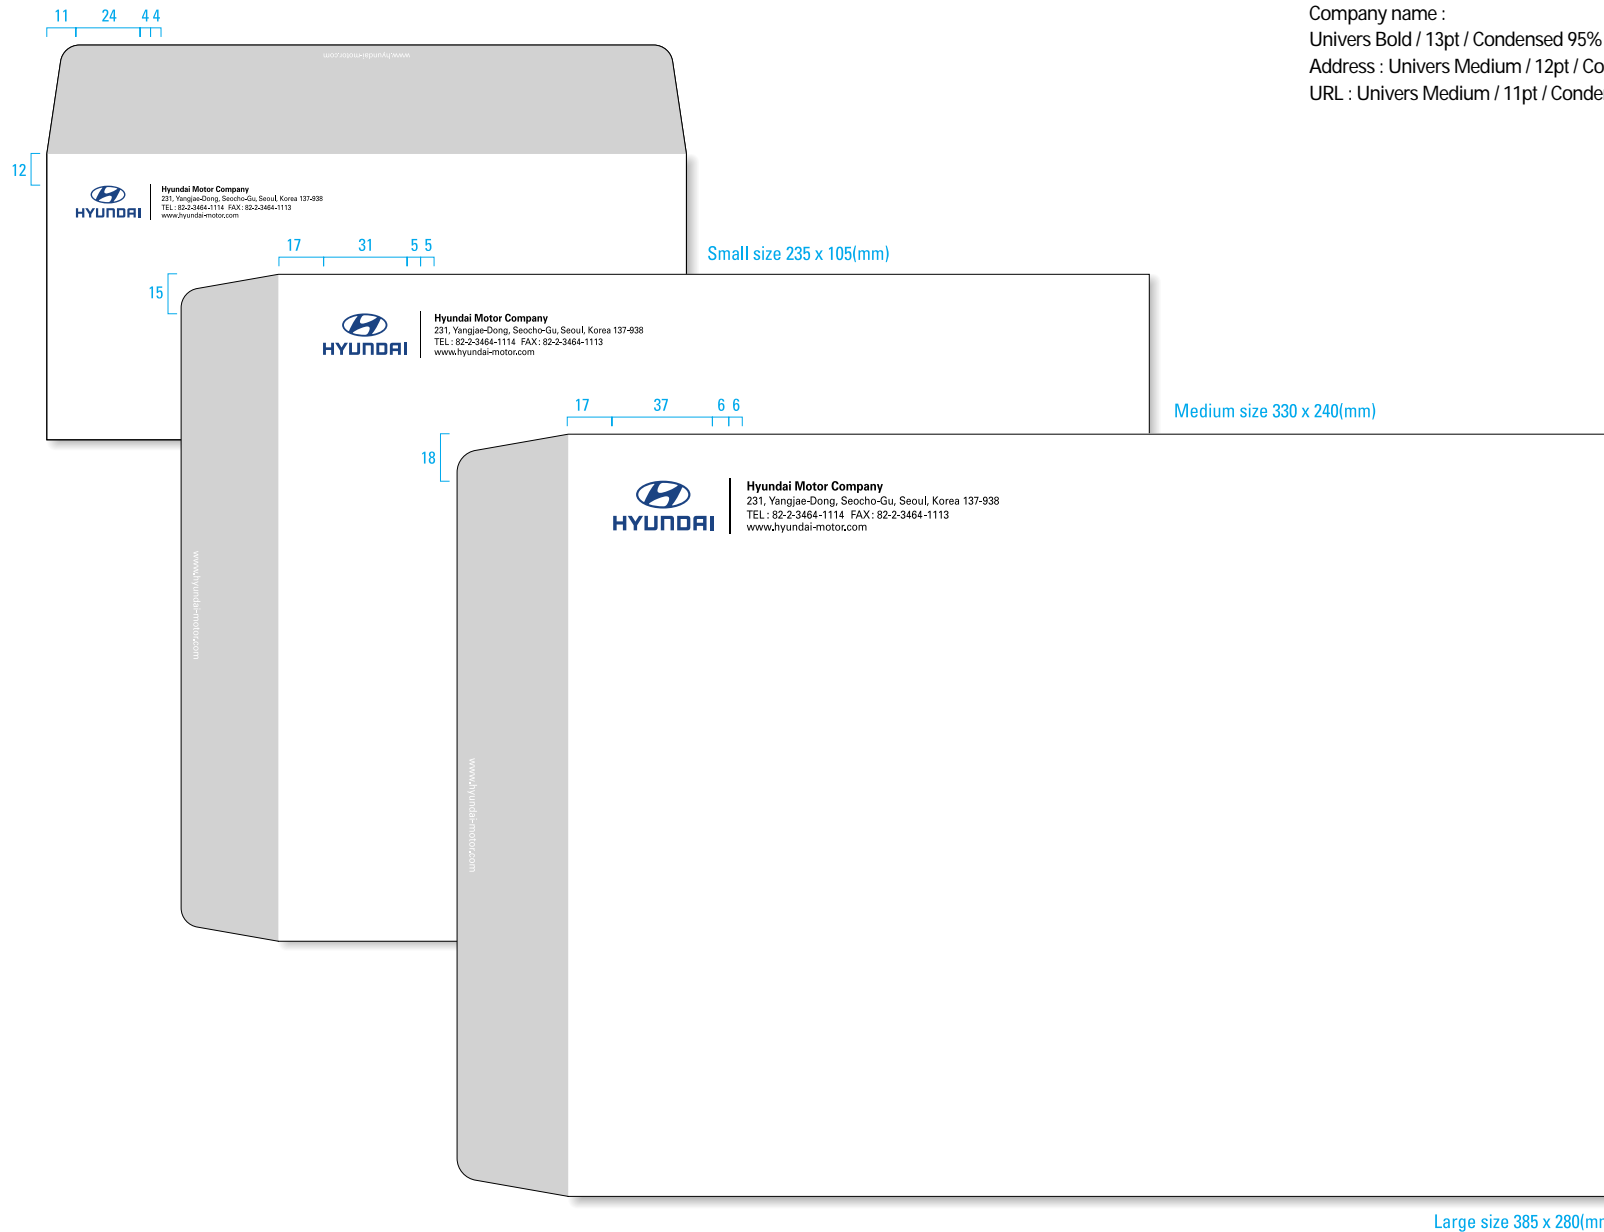 11 24 4 4
Company name :
Univers Bold / 13pt / Condensed 95%
Address : Univers Medium / 12pt / Co
URL : Univers Medium / 11pt / Conde
www.hyundai-motor.com
12
HYUNDAI
Hyundai Motor Company
231, Yangjae-Dong, Seocho-Gu, Seoul, Korea 137-938
TEL : 82-2-3464-1114 FAX : 82-2-3464-1113
www.hyundai-motor.com
Small size 235 x 105(mm)
17 31 5 5
15
HYUNDAI
Hyundai Motor Company
231, Yangjae-Dong, Seocho-Gu, Seoul, Korea 137-938
TEL : 82-2-3464-1114 FAX : 82-2-3464-1113
www.hyundai-motor.com
www.hyundai-motor.com
Medium size 330 x 240(mm)
17 37 6 6
18
HYUNDAI
Hyundai Motor Company
231, Yangjae-Dong, Seocho-Gu, Seoul, Korea 137-938
TEL : 82-2-3464-1114 FAX : 82-2-3464-1113
www.hyundai-motor.com
www.hyundai-motor.com
Large size 385 x 280(mm